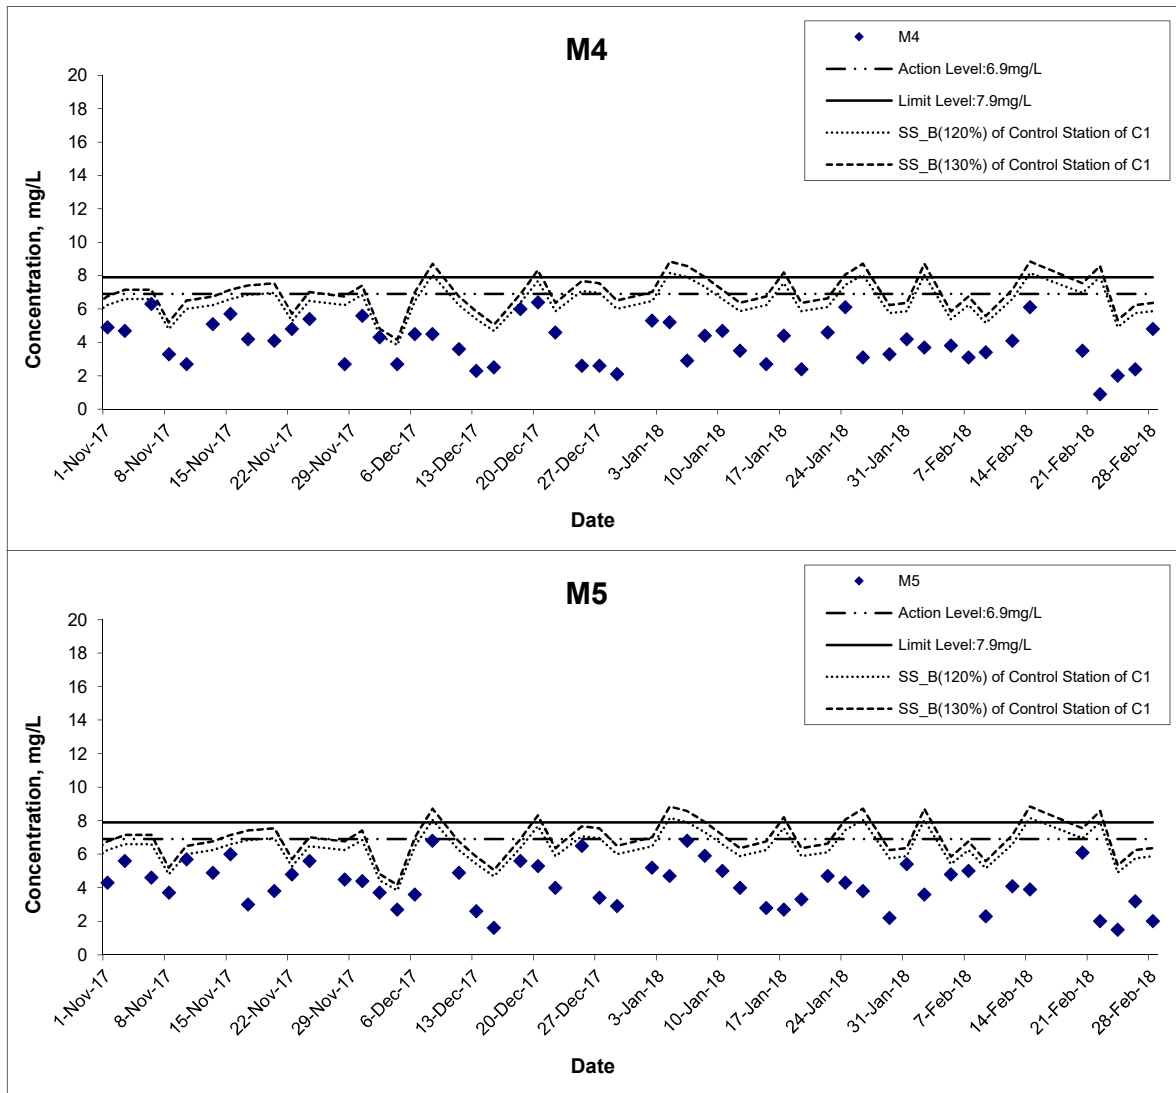 M4
M4
Action Level:6.9mg/L
Limit Level:7.9mg/L
SS_B(120%) of Control Station of C1
SS_B(130%) of Control Station of C1
Concentration, mg/L
20
18
16
14
12
10
8
6
4
2
0
1-Nov-17
8-Nov-17
15-Nov-17
22-Nov-17
29-Nov-17
6-Dec-17
13-Dec-17
20-Dec-17
27-Dec-17
3-Jan-18
10-Jan-18
17-Jan-18
24-Jan-18
31-Jan-18
7-Feb-18
14-Feb-18
21-Feb-18
28-Feb-18
Date
M5
M5
Action Level:6.9mg/L
Limit Level:7.9mg/L
SS_B(120%) of Control Station of C1
SS_B(130%) of Control Station of C1
Concentration, mg/L
20
18
16
14
12
10
8
6
4
2
0
1-Nov-17
8-Nov-17
15-Nov-17
22-Nov-17
29-Nov-17
6-Dec-17
13-Dec-17
20-Dec-17
27-Dec-17
3-Jan-18
10-Jan-18
17-Jan-18
24-Jan-18
31-Jan-18
7-Feb-18
14-Feb-18
21-Feb-18
28-Feb-18
Date